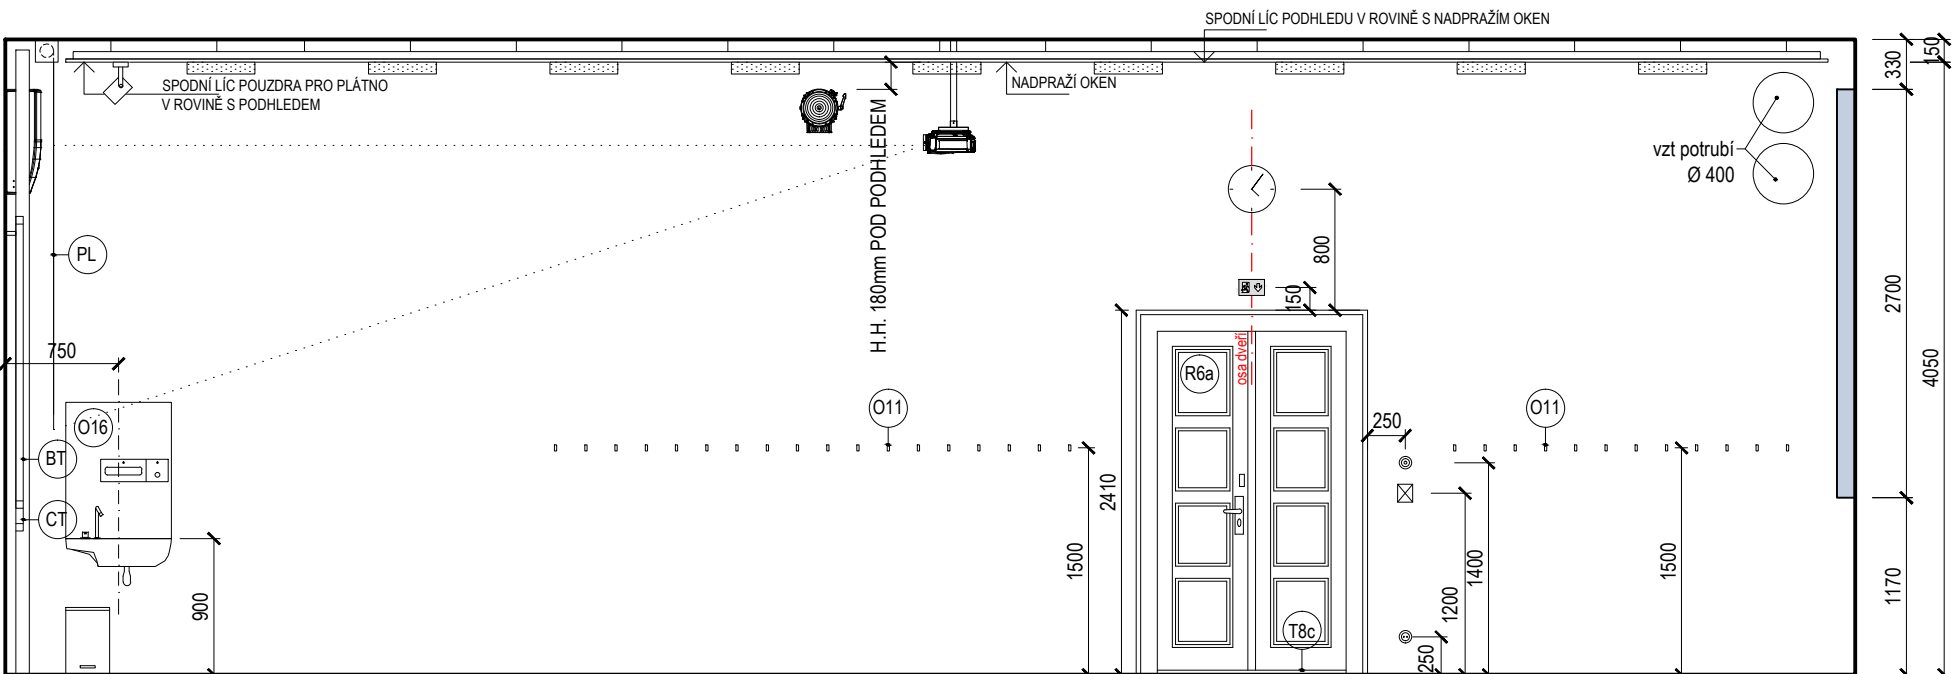 SPODNÍ LÍC PODHLEDU V ROVINĚ S NADPRAŽÍM OKEN
SPODNÍ LÍC POUZDRA PRO PLÁTNO
V ROVINĚ S PODHLEDEM
H.H. 180mm POD PODHLEDEM
NADPRAŽÍ OKEN
vzt potrubí
Ø 400
330
150
PL
800
150
2700
4050
750
osa dveří
R6a
O16
O11
250
O11
BT
CT
2410
1500
1400
1200
1500
900
1170
T8c
250